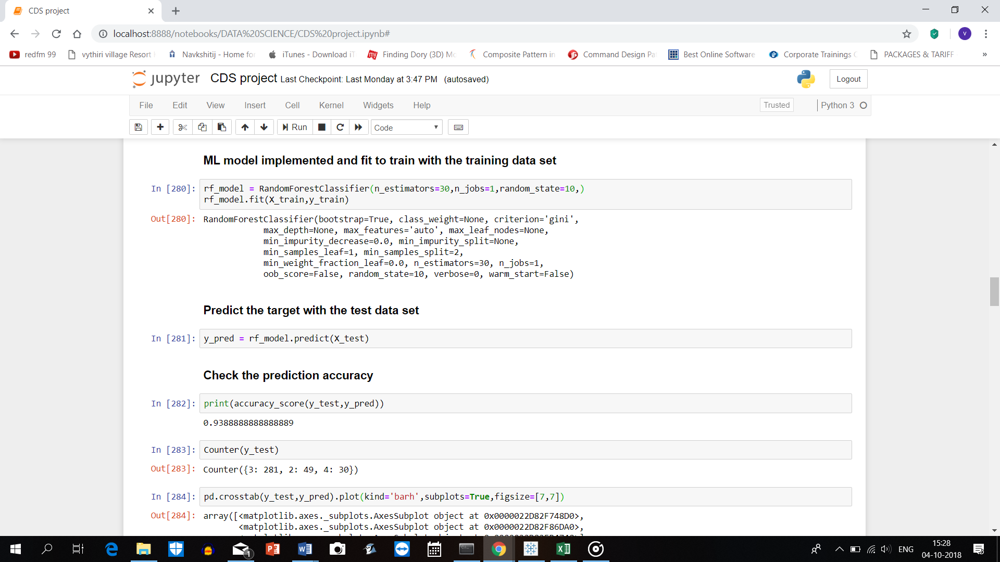 CDS project
localhost:8888/notebooks/DATA%20SCIENCE/CDS%20project.ipynb#
V
redfm 99
vythiri village Resort
Navkshitij - Home fo
iTunes - Download iT
my Finding Dory (3D) Mo
Composite Pattern in
Command Design Pa
Best Online Software
Corporate Trainings
PACKAGES & TARIFF
»
jupyter CDS project Last Checkpoint: Last Monday at 3:47 PM (autosaved)
Logout
File Edit View Insert Cell Kernel Widgets Help
Trusted
Python 3
Run
Code
ML model implemented and fit to train with the training data set
In [280]: rf_model = RandomForestClassifier(n_estimators=30,n_jobs=1,random_state=10,)
rf_model.fit(X_train,y_train)
Out[280]: RandomForestClassifier(bootstrap=True, class_weight=None, criterion='gini',
max_depth=None, max_features='auto', max_leaf_nodes=None,
min_impurity_decrease=0.0, min_impurity_split=None,
min_samples_leaf=1, min_samples_split=2,
min_weight_fraction_leaf=0.0, n_estimators=30, n_jobs=1,
oob_score=False, random_state=10, verbose=0, warm_start=False)
Predict the target with the test data set
In [281]: y_pred = rf_model.predict(X_test)
Check the prediction accuracy
In [282]: print(accuracy_score(y_test,y_pred))
0.9388888888888889
In [283]: Counter(y_test)
Out[283]: Counter({3: 281, 2: 49, 4: 30})
In [284]: pd.crosstab(y_test,y_pred).plot(kind='barh',subplots=True,figsize=[7,7])
Out[284]: array([<matplotlib.axes._subplots.AxesSubplot object at 0x0000022D82F748D0>,
<matplotlib.axes._subplots.AxesSubplot object at 0x0000022D82F86DA0>,
1
ENG
15:28
04-10-2018